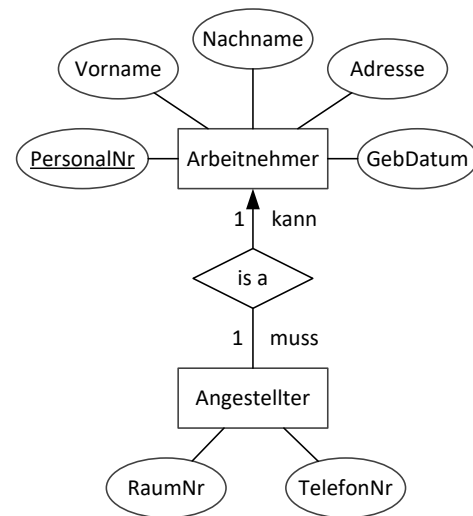 Nachname
Vorname
Adresse
PersonalNr
Arbeitnehmer
GebDatum
1 kann
is a
1 muss
Angestellter
RaumNr
TelefonNr